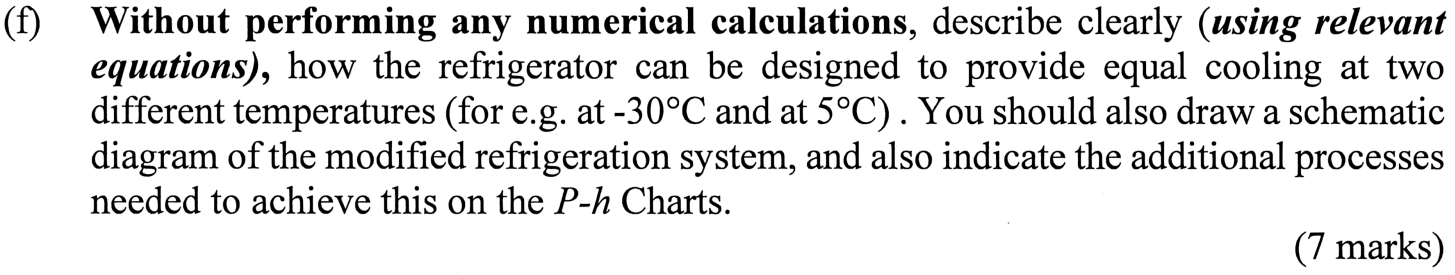 (f) Without performing any numerical calculations, describe clearly (using relevant
equations), how the refrigerator can be designed to provide equal cooling at two
different temperatures (for e.g. at -30°C and at 5°C) . You should also draw a schematic
diagram of the modified refrigeration system, and also indicate the additional processes
needed to achieve this on the P-h Charts.
(7 marks)